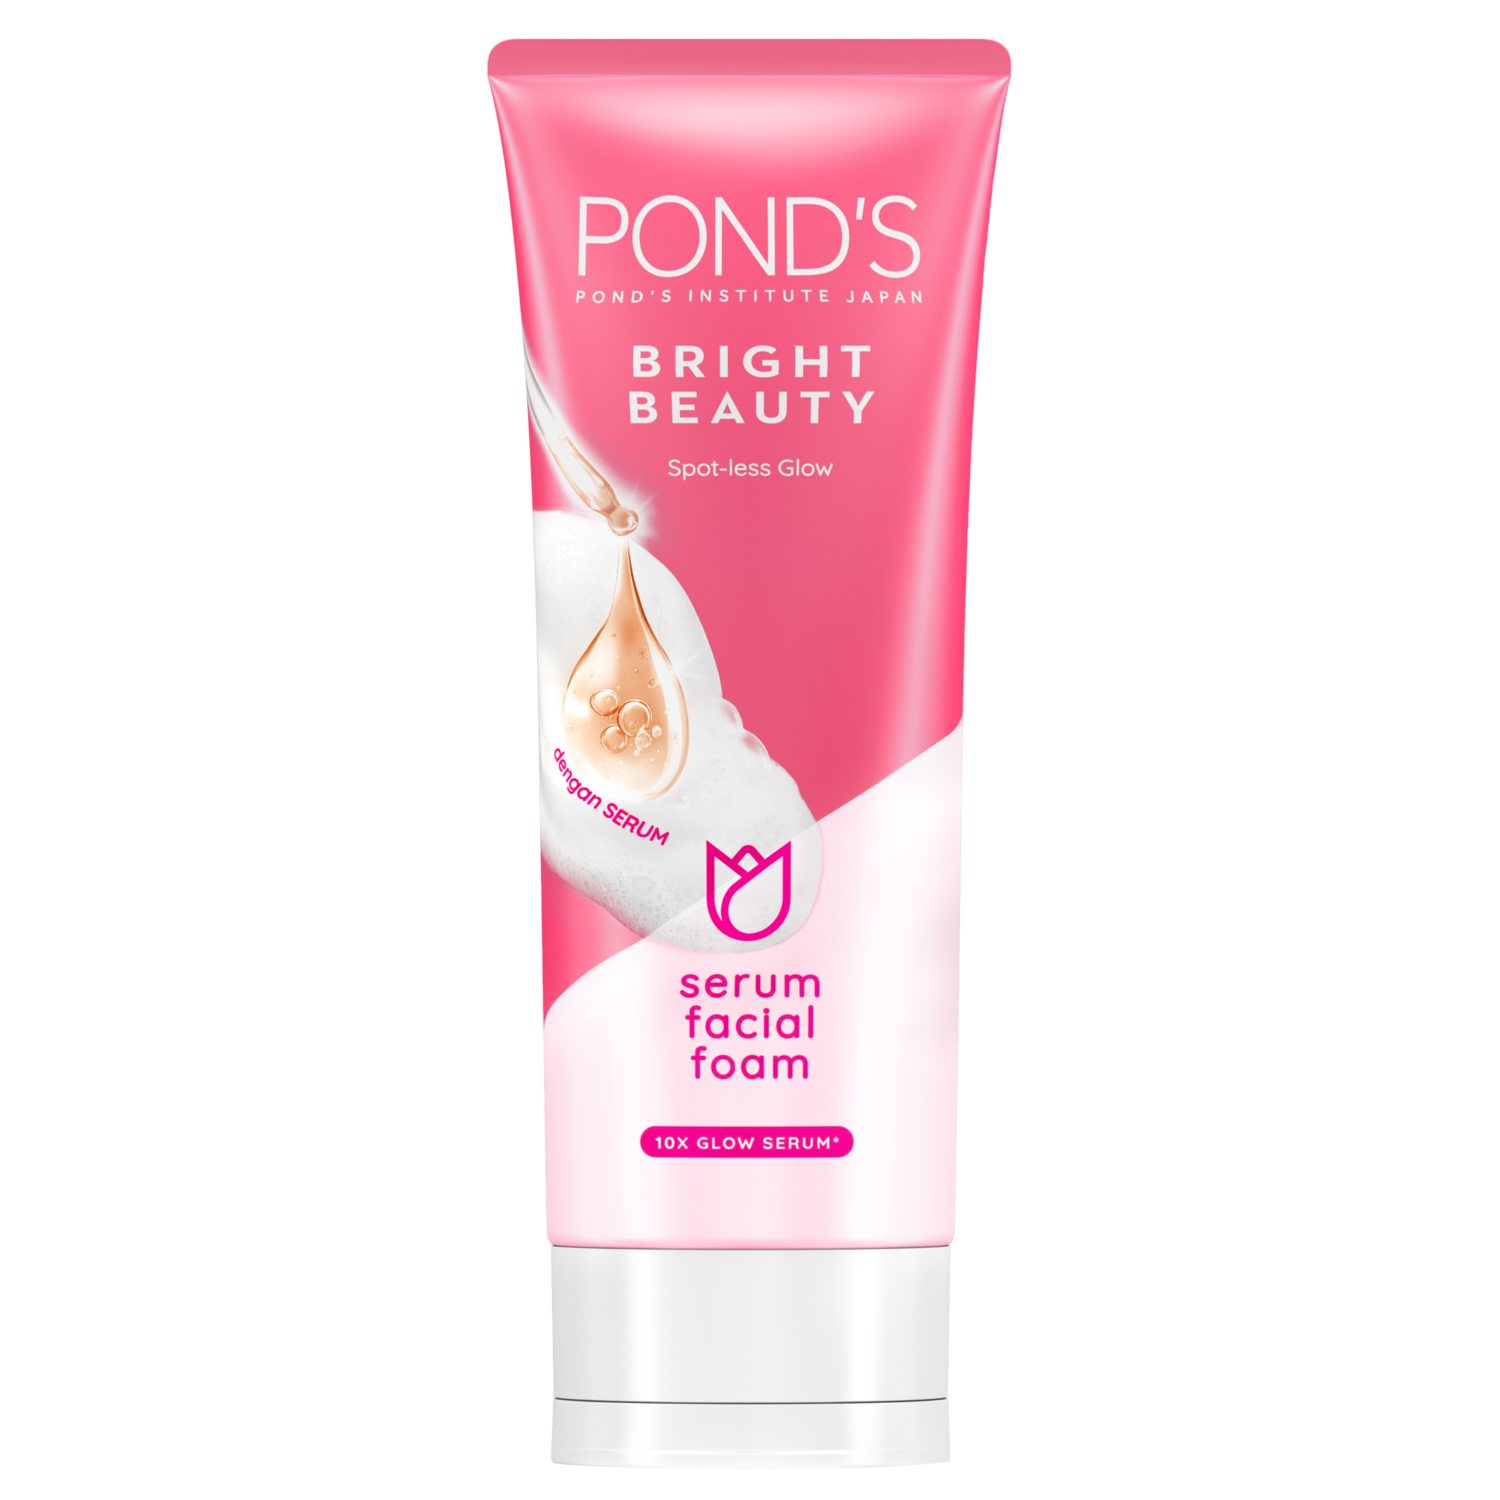 POND'S
POND'S INSTITUTE JAPAN
BRIGHT
BEAUTY
Spot-less Glow
dengan SERUM
serum
facial
foam
10X GLOW SERUM*